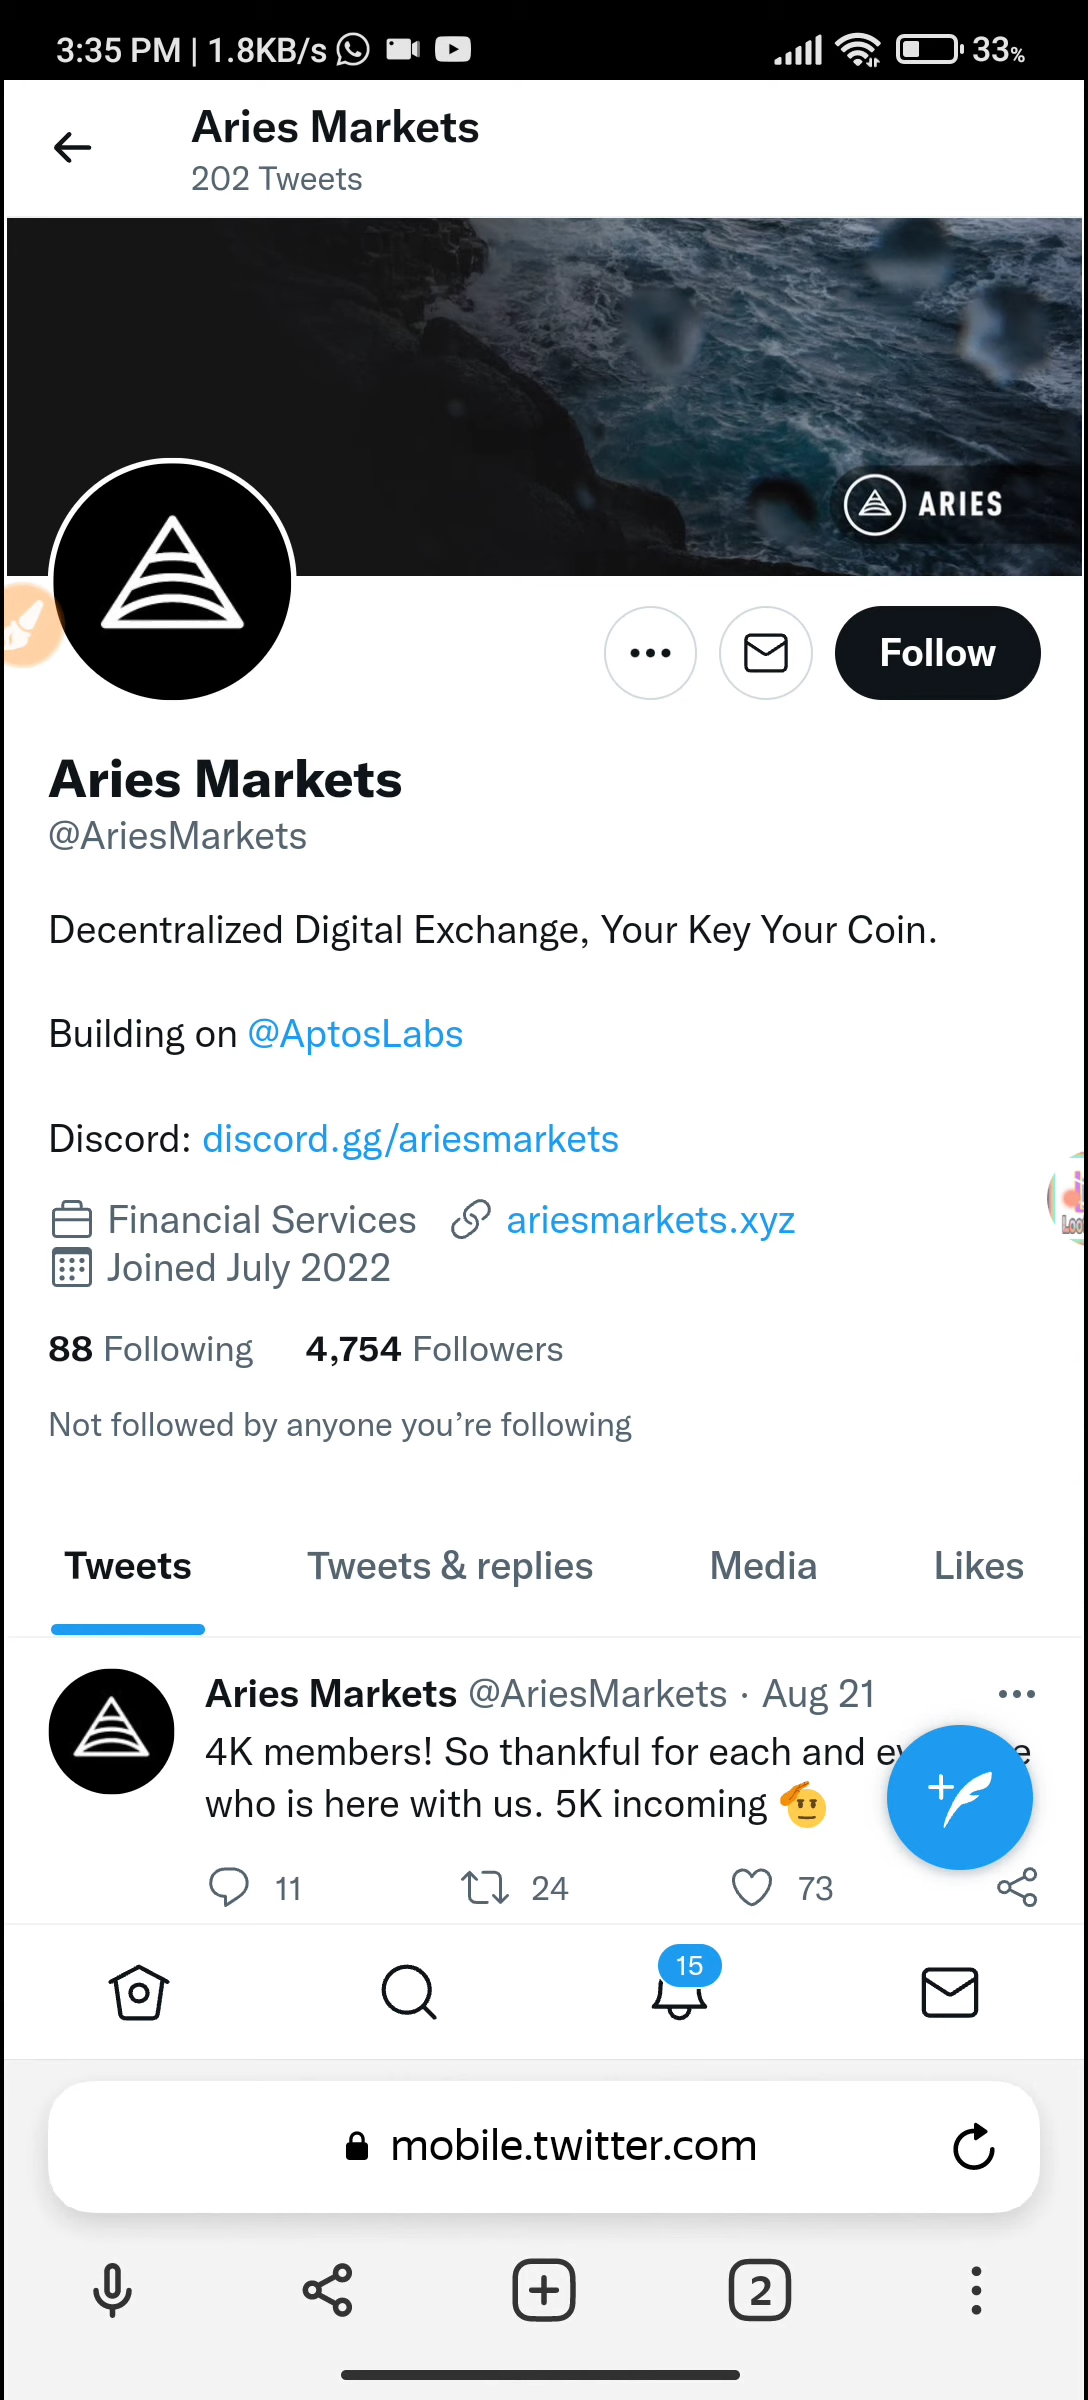 3:35 PM | 1.8KB/s 33%
Aries Markets
202 Tweets
ARIES
Follow
Aries Markets
@AriesMarkets
Decentralized Digital Exchange, Your Key Your Coin.
Building on @AptosLabs
Discord: discord.gg/ariesmarkets
Financial Services ariesmarkets.xyz
Joined July 2022
88 Following 4,754 Followers
Not followed by anyone you’re following
Tweets Tweets & replies Media Likes
Aries Markets @AriesMarkets · Aug 21
4K members! So thankful for each and
who is here with us. 5K incoming 🫡
11 24 73
15
mobile.twitter.com
2